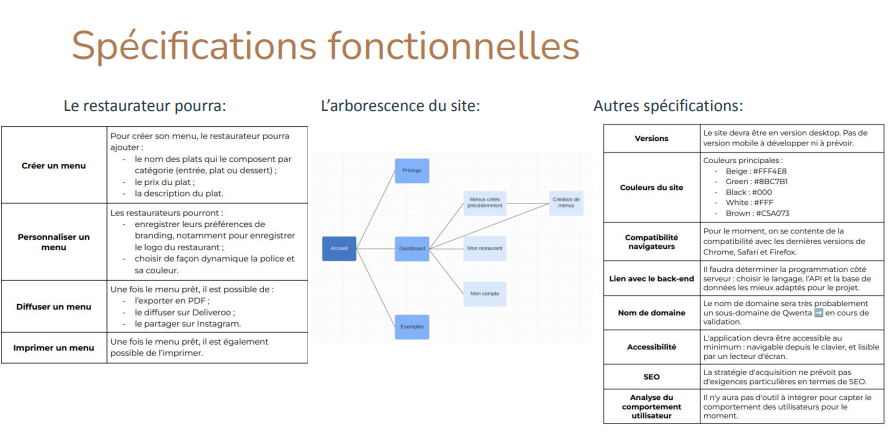 Spécifications fonctionnelles
Le restaurateur pourra:
Créer un menu
Pour créer son menu, le restaurateur pourra
ajouter :
- le nom des plats qui le composent par
catégorie (entrée, plat ou dessert) ;
- le prix du plat ;
- la description du plat.
Personnaliser un
menu
Les restaurateurs pourront :
- enregistrer leurs préférences de
branding, notamment pour enregistrer
le logo du restaurant ;
- choisir de façon dynamique la police et
sa couleur.
Diffuser un menu
Une fois le menu prêt, il est possible de :
- l'exporter en PDF ;
- le diffuser sur Deliveroo ;
- le partager sur Instagram.
Imprimer un menu
Une fois le menu prêt, il est également
possible de l'imprimer.
L'arborescence du site:
Accueil
Pricings
Dashboard
Exemples
Menus créés
précédemment
Mon restaurant
Mon compte
Création de
menus
Autres spécifications:
Versions
Le site devra être en version desktop. Pas de
version mobile à développer ni à prévoir.
Couleurs du site
Couleurs principales :
- Beige : #FFF4E8
- Green : #8BC7B1
- Black : #000
- White : #FFF
- Brown : #C5A073
Compatibilité
navigateurs
Pour le moment, on se contente de la
compatibilité avec les dernières versions de
Chrome, Safari et Firefox.
Lien avec le back-end
Il faudra déterminer la programmation côté
serveur : choisir le langage, l'API et la base de
données les mieux adaptés pour le projet.
Nom de domaine
Le nom de domaine sera très probablement
un sous-domaine de Qwenta ➡️ en cours de
validation.
Accessibilité
L'application devra être accessible au
minimum : navigable depuis le clavier, et lisible
par un lecteur d'écran.
SEO
La stratégie d'acquisition ne prévoit pas
d'exigences particulières en termes de SEO.
Analyse du
comportement
utilisateur
Il n'y aura pas d'outil à intégrer pour capter le
comportement des utilisateurs pour le
moment.